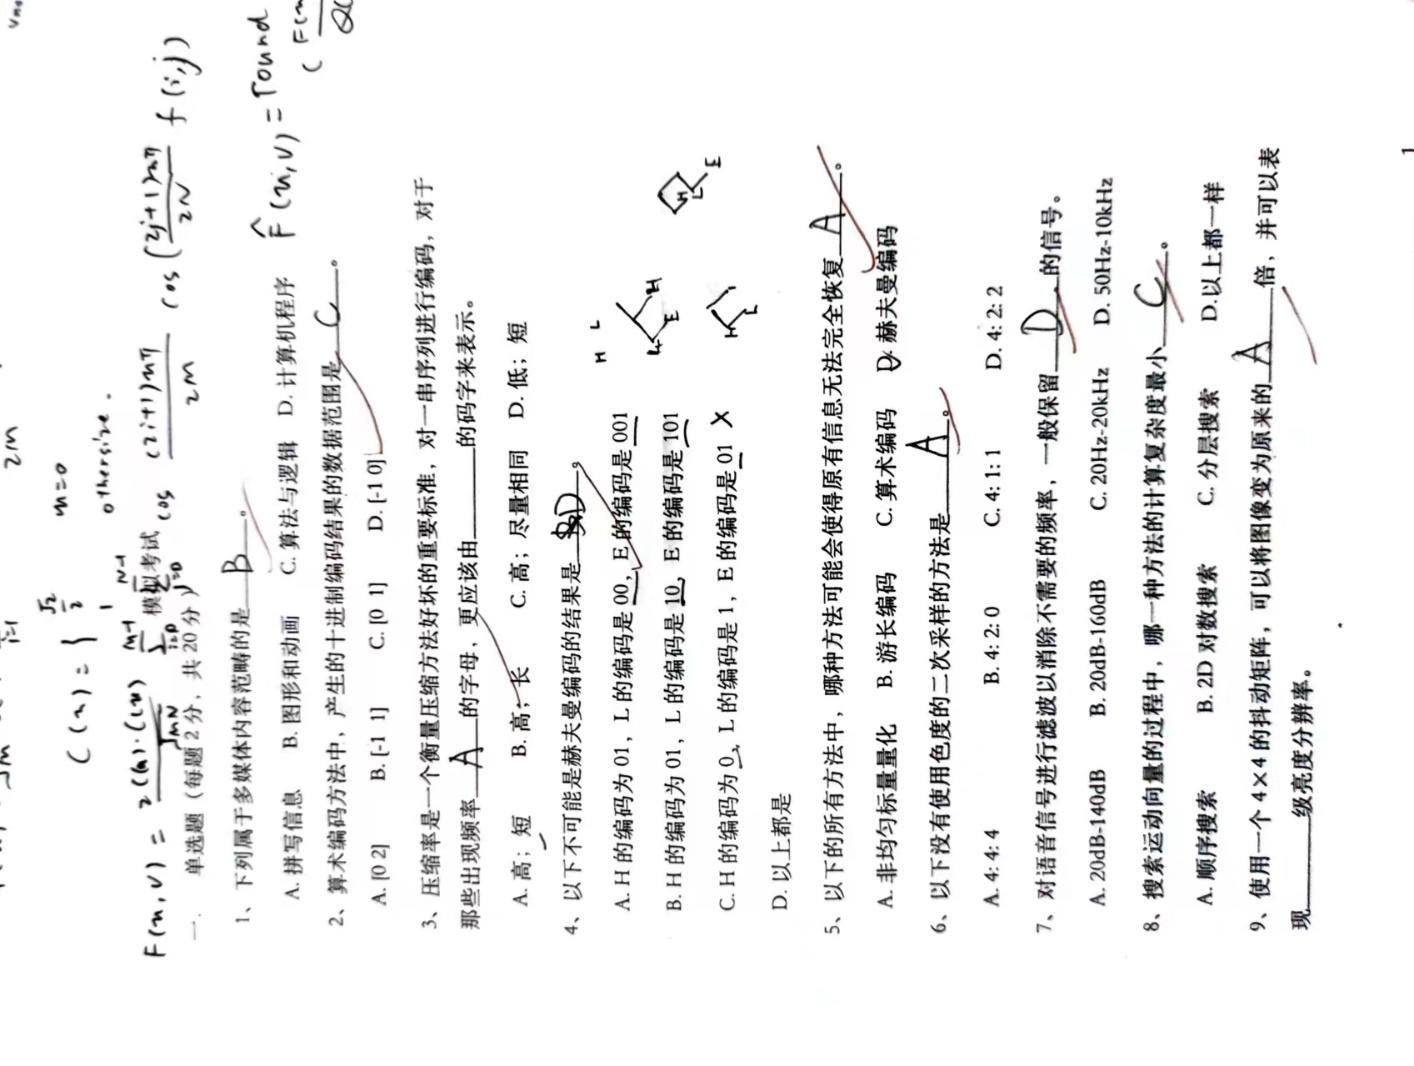 2M
C(u) = { √2/2 m=0
1 otherwise.
F(u,v) = 2C(u)·C(v) / √MN cos (2i+1)uπ / 2M cos (2j+1)vπ / 2N f(i,j)
模拟考试
F̂(u,v) = round
一. 单选题（每题 2 分，共 20 分）
1、下列属于多媒体内容范畴的是 B 。
A. 拼写信息 B. 图形和动画 C. 算法与逻辑 D. 计算机程序
2、算术编码方法中，产生的十进制编码结果的数据范围是 C 。
A. [0 2] B. [-1 1] C. [0 1] D. [-1 0]
3、压缩率是一个衡量压缩方法好坏的重要标准，对一串序列进行编码，对于
那些出现频率 A 的字母，更应该由 的码字来表示。
A. 高；短 B. 高；长 C. 高；尽量相同 D. 低；短
4、以下不可能是赫夫曼编码的结果是 D 。
A. H 的编码为 01，L 的编码是 00，E 的编码是 001
B. H 的编码为 01，L 的编码是 10，E 的编码是 101
C. H 的编码为 0，L 的编码是 1，E 的编码是 01 X
D. 以上都是
H L
L E H
H L
H L E
5、以下的所有方法中，哪种方法可能会使得原有信息无法完全恢复 A 。
A. 非均匀标量量化 B. 游长编码 C. 算术编码 D. 赫夫曼编码
6、以下没有使用色度的二次采样的方法是 A 。
A. 4: 4: 4 B. 4: 2: 0 C. 4: 1: 1 D. 4: 2: 2
7、对语音信号进行滤波以消除不需要的频率，一般保留 D 的信号。
A. 20dB-140dB B. 20dB-160dB C. 20Hz-20kHz D. 50Hz-10kHz
8、搜索运动向量的过程中，哪一种方法的计算复杂度最小 C 。
A. 顺序搜索 B. 2D 对数搜索 C. 分层搜索 D.以上都一样
9、使用一个 4×4 的抖动矩阵，可以将图像变为原来的 A 倍，并可以表
现 级亮度分辨率。
1